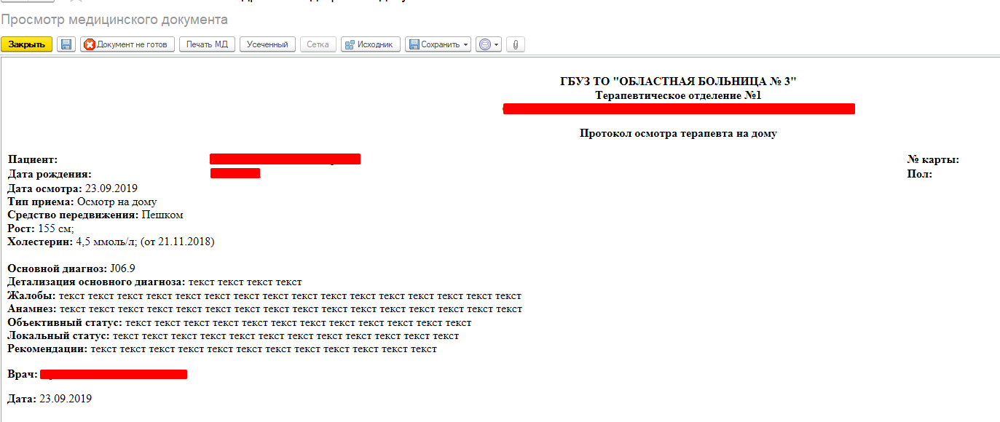 Просмотр медицинского документа
Закрыть Документ не готов Печать МД Усеченный Сетка Исходник Сохранить
ГБУЗ ТО "ОБЛАСТНАЯ БОЛЬНИЦА № 3"
Терапевтическое отделение №1
Протокол осмотра терапевта на дому
Пациент: № карты:
Дата рождения: Пол:
Дата осмотра: 23.09.2019
Тип приема: Осмотр на дому
Средство передвижения: Пешком
Рост: 155 см;
Холестерин: 4,5 ммоль/л; (от 21.11.2018)
Основной диагноз: J06.9
Детализация основного диагноза: текст текст текст текст
Жалобы: текст текст текст текст текст текст текст текст текст текст текст текст текст текст текст текст
Анамнез: текст текст текст текст текст текст текст текст текст текст текст текст текст текст текст текст
Объективный статус: текст текст текст текст текст текст текст текст текст текст текст текст
Локальный статус: текст текст текст текст текст текст текст текст текст текст текст текст
Рекомендации: текст текст текст текст текст текст текст текст текст текст текст текст
Врач:
Дата: 23.09.2019